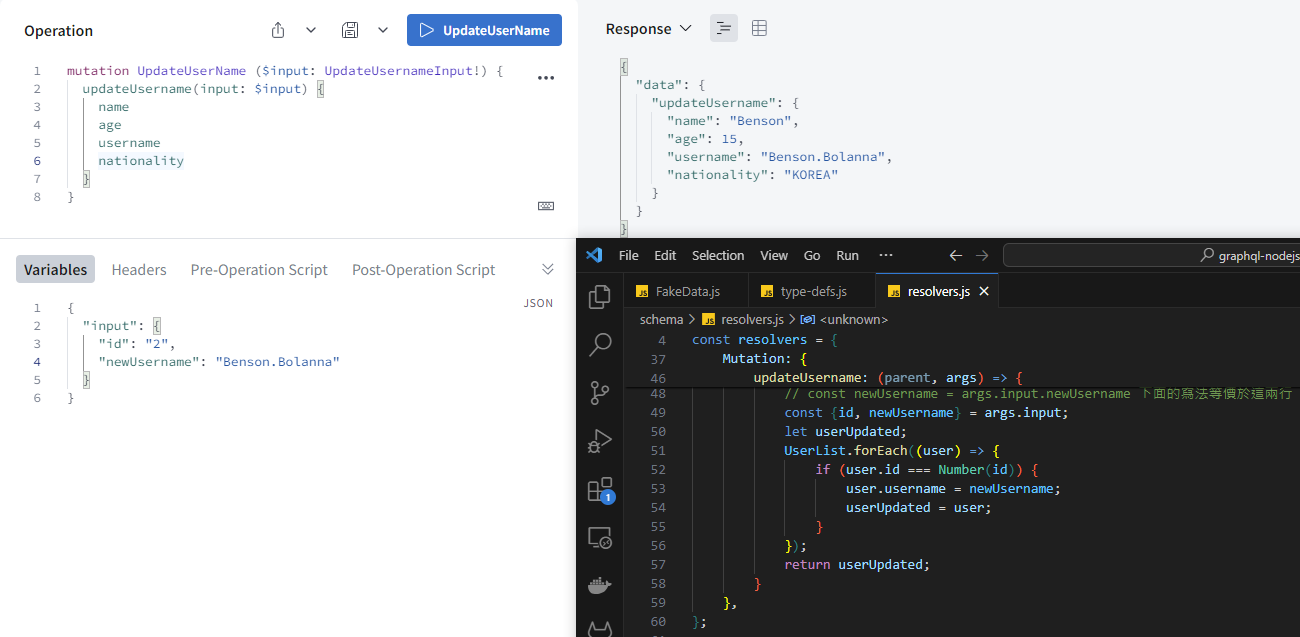 Operation
UpdateUserName
1 mutation UpdateUserName ($input: UpdateUsernameInput!) {
2 updateUsername(input: $input) {
3 name
4 age
5 username
6 nationality
7 }
8 }
Response
{
"data": {
"updateUsername": {
"name": "Benson",
"age": 15,
"username": "Benson.Bolanna",
"nationality": "KOREA"
}
}
}
Variables Headers Pre-Operation Script Post-Operation Script
JSON
1 {
2 "input": {
3 "id": "2",
4 "newUsername": "Benson.Bolanna"
5 }
6 }
File Edit Selection View Go Run ··· graphql-nodejs
JS FakeData.js JS type-defs.js JS resolvers.js
schema > JS resolvers.js > <unknown>
4 const resolvers = {
37 Mutation: {
46 updateUsername: (parent, args) => {
48 // const newUsername = args.input.newUsername 下面的寫法等價於這兩行
49 const {id, newUsername} = args.input;
50 let userUpdated;
51 UserList.forEach((user) => {
52 if (user.id === Number(id)) {
53 user.username = newUsername;
54 userUpdated = user;
55 }
56 });
57 return userUpdated;
58 }
59 },
60 };
1